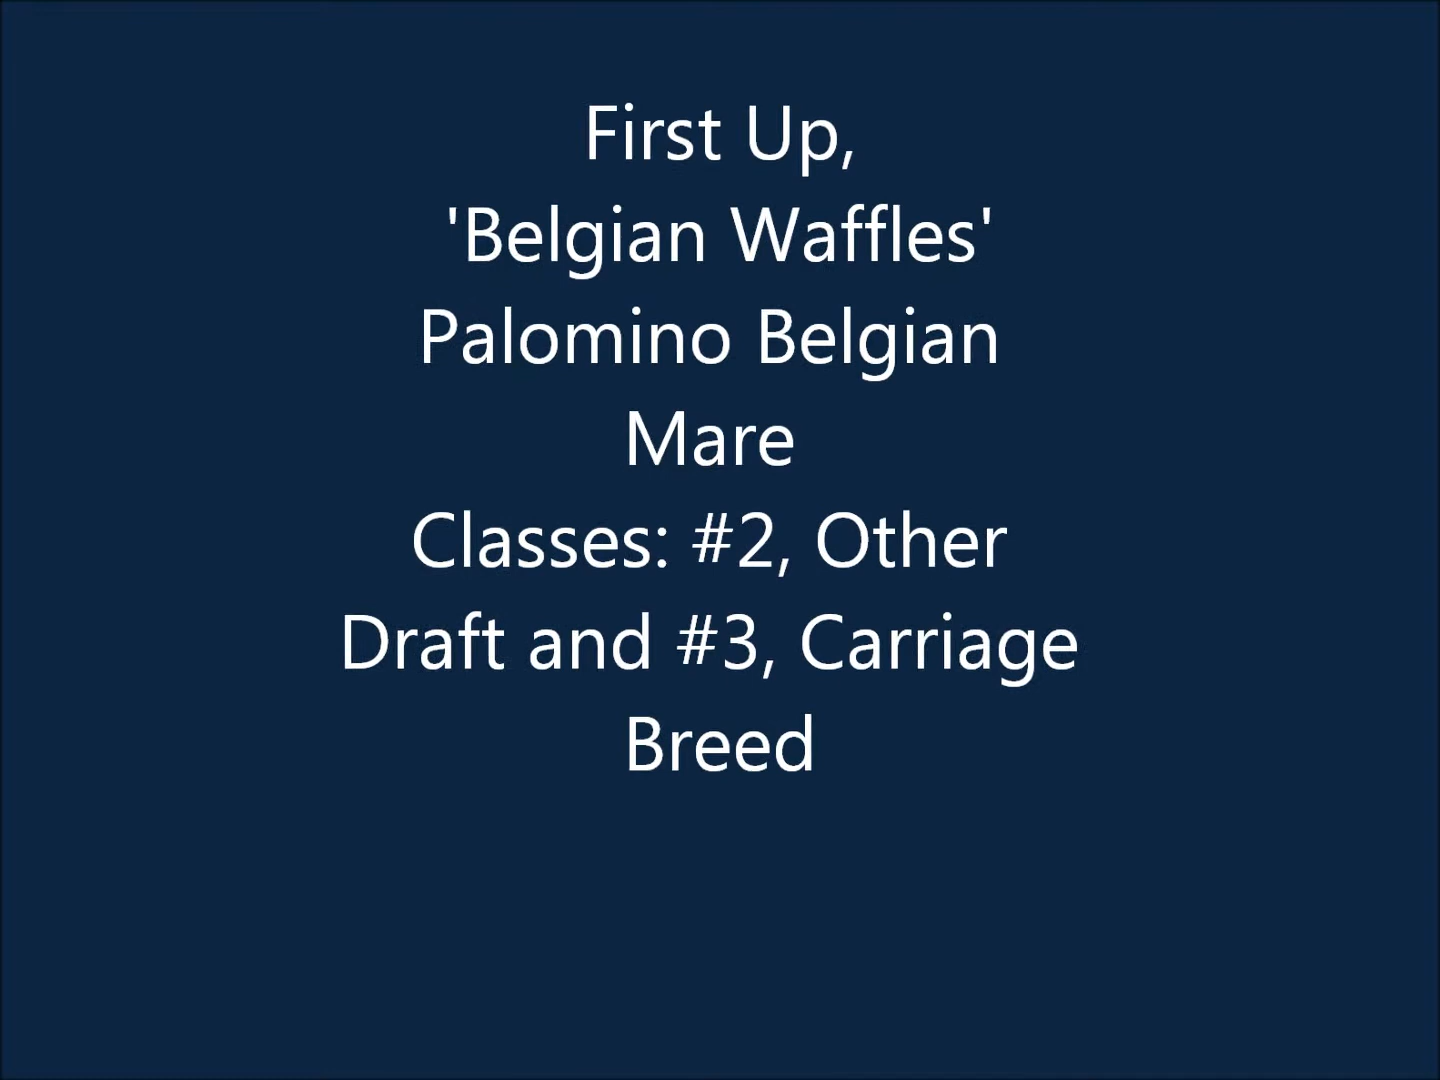 First Up,
'Belgian Waffles'
Palomino Belgian
Mare
Classes: #2, Other
Draft and #3, Carriage
Breed